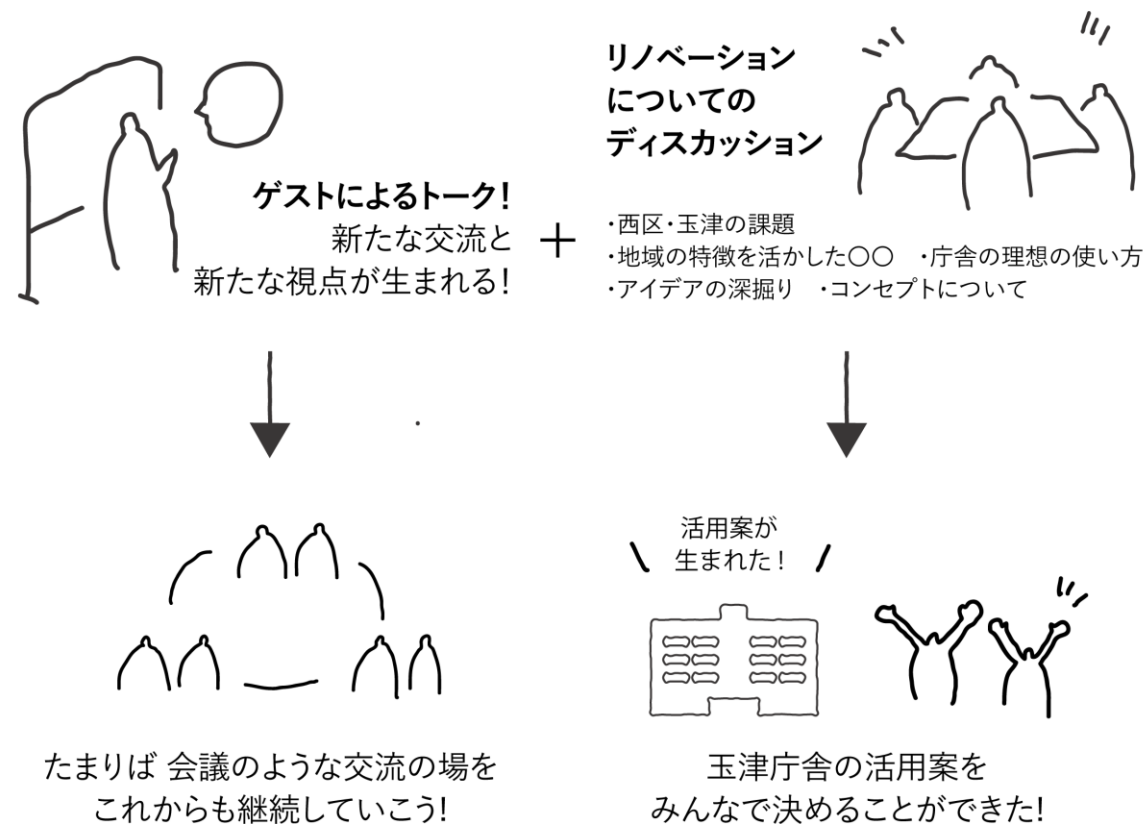 ゲストによるトーク!
新たな交流と
新たな視点が生まれる!
+
リノベーション
についての
ディスカッション
・西区・玉津の課題
・地域の特徴を活かした〇〇 ・庁舎の理想の使い方
・アイデアの深掘り ・コンセプトについて
たまりば 会議のような交流の場を
これからも継続していこう!
活用案が
生まれた!
玉津庁舎の活用案を
みんなで決めることができた!